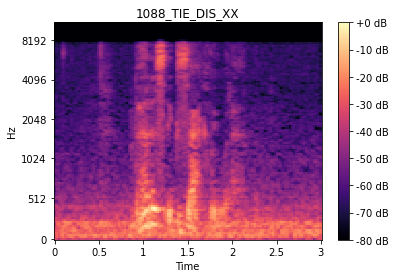 1088_TIE_DIS_XX
Hz
8192
4096
2048
1024
512
0
0
0.5
1
1.5
2
2.5
3
Time
+0 dB
-10 dB
-20 dB
-30 dB
-40 dB
-50 dB
-60 dB
-70 dB
-80 dB